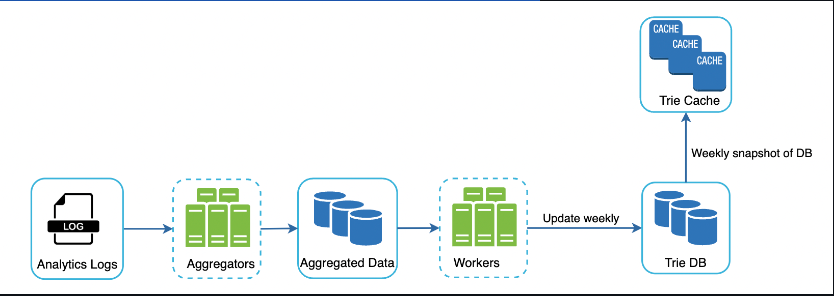 CACHE
CACHE
CACHE
Trie Cache
Weekly snapshot of DB
LOG
Update weekly
Analytics Logs
Aggregators
Aggregated Data
Workers
Trie DB